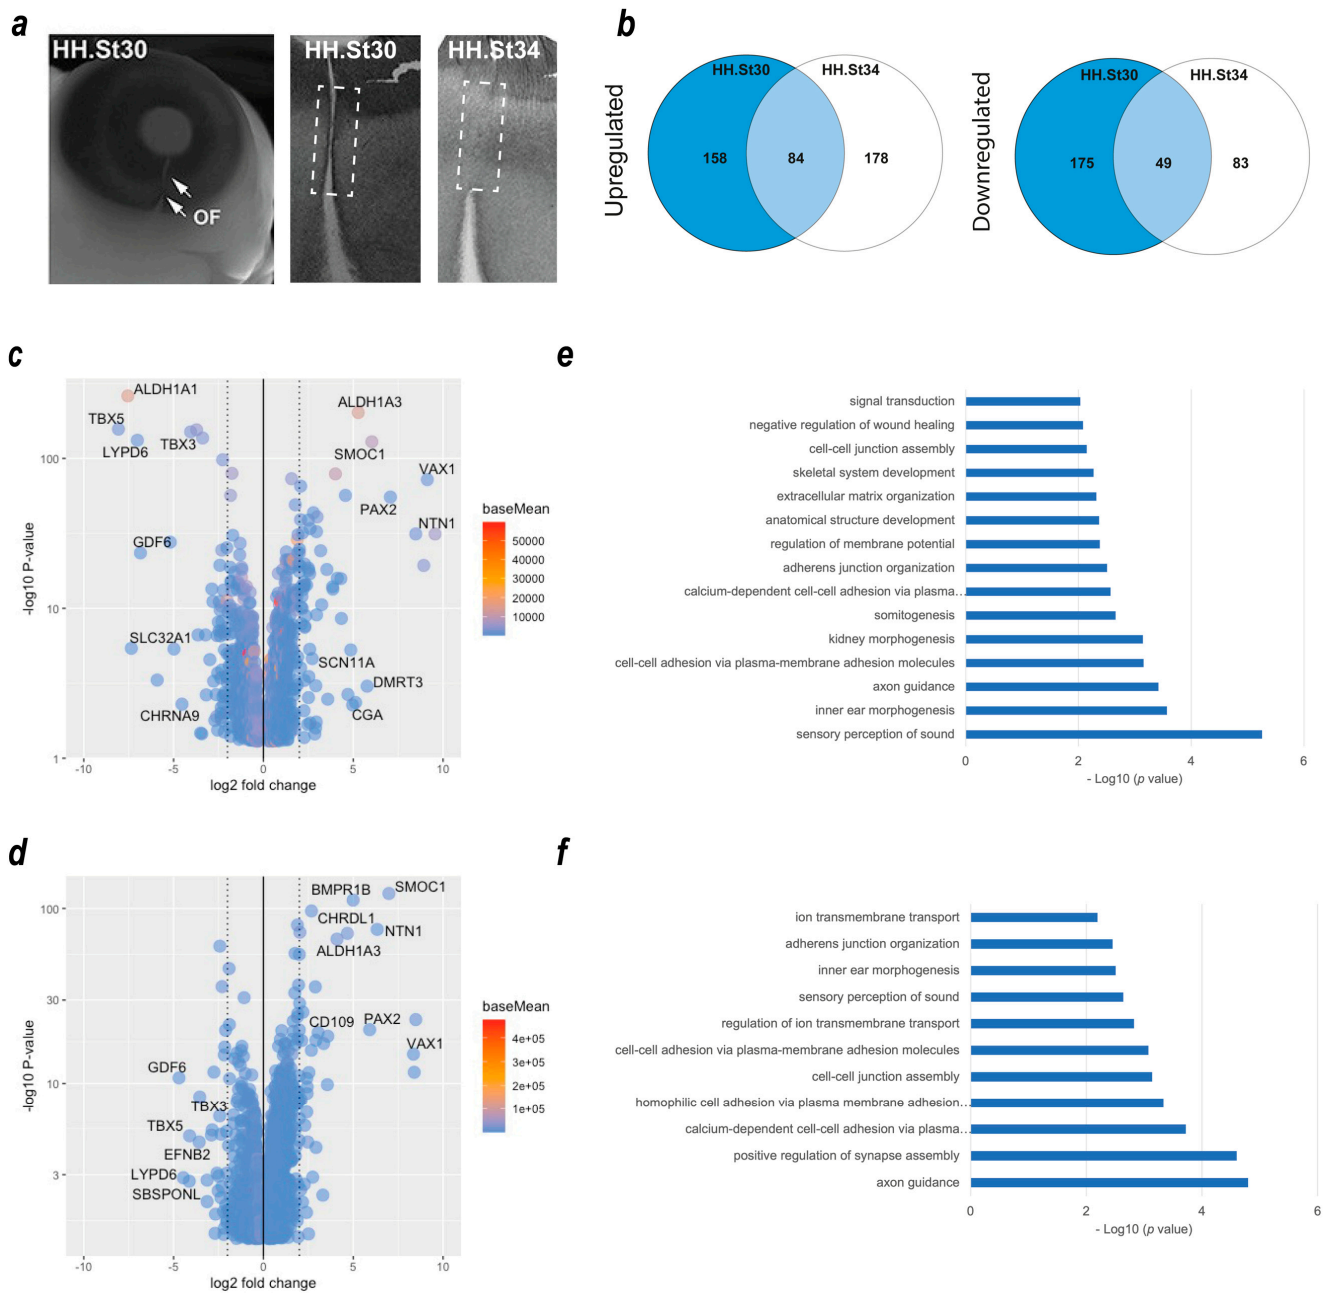 a
HH.St30
OF
HH.St30
HH.St34
b
Upregulated
HH.St30
HH.St34
158
84
178
Downregulated
HH.St30
HH.St34
175
49
83
c
-log10 P-value
100
10
1
-10
-5
0
5
10
log2 fold change
ALDH1A1
TBX5
LYPD6
TBX3
GDF6
SLC32A1
CHRNA9
ALDH1A3
SMOC1
VAX1
PAX2
NTN1
SCN11A
DMRT3
CGA
baseMean
50000
40000
30000
20000
10000
e
signal transduction
negative regulation of wound healing
cell-cell junction assembly
skeletal system development
extracellular matrix organization
anatomical structure development
regulation of membrane potential
adherens junction organization
calcium-dependent cell-cell adhesion via plasma…
somitogenesis
kidney morphogenesis
cell-cell adhesion via plasma-membrane adhesion molecules
axon guidance
inner ear morphogenesis
sensory perception of sound
0
2
4
6
- Log10 (p value)
d
-log10 P-value
100
30
10
3
-10
-5
0
5
10
log2 fold change
BMPR1B
SMOC1
CHRDL1
NTN1
ALDH1A3
CD109
PAX2
VAX1
GDF6
TBX3
TBX5
EFNB2
LYPD6
SBSPONL
baseMean
4e+05
3e+05
2e+05
1e+05
f
ion transmembrane transport
adherens junction organization
inner ear morphogenesis
sensory perception of sound
regulation of ion transmembrane transport
cell-cell adhesion via plasma-membrane adhesion molecules
cell-cell junction assembly
homophilic cell adhesion via plasma membrane adhesion…
calcium-dependent cell-cell adhesion via plasma…
positive regulation of synapse assembly
axon guidance
0
2
4
6
- Log10 (p value)